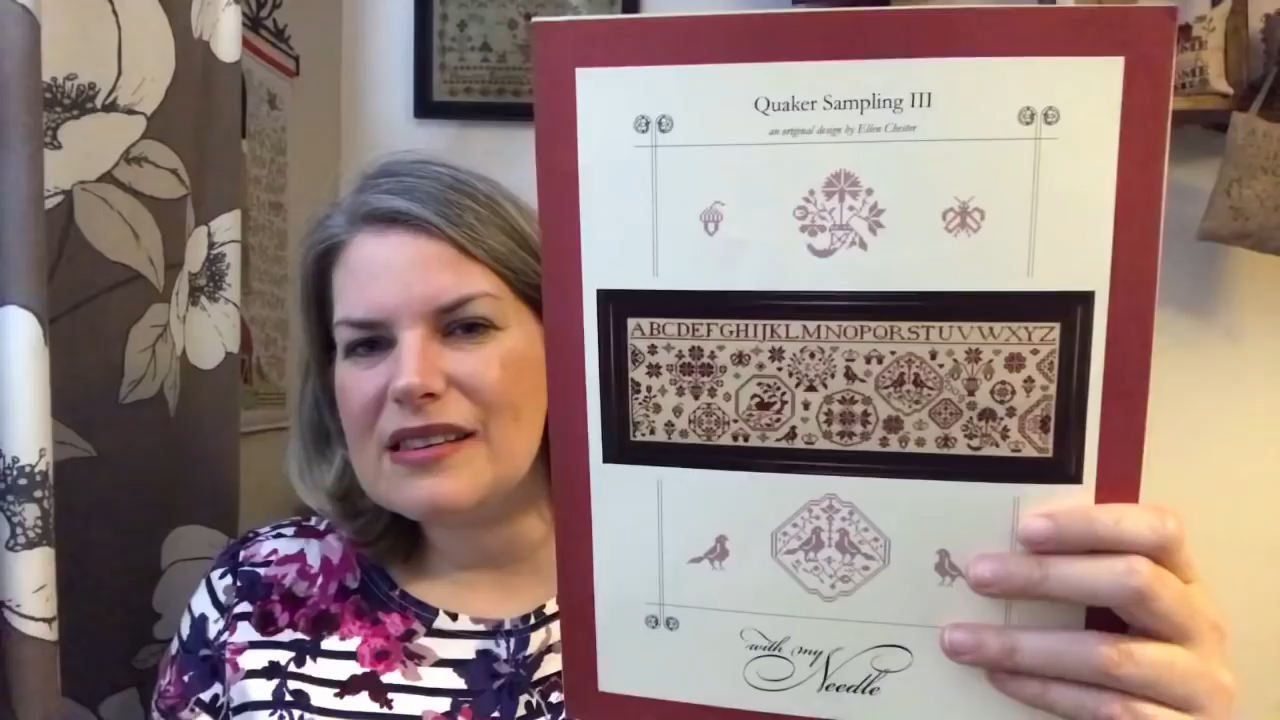 Quaker Sampling III
an original design by Ellen Chester
ABCDEFGHIJKLMNOPQRSTUVWXYZ
with my
Needle